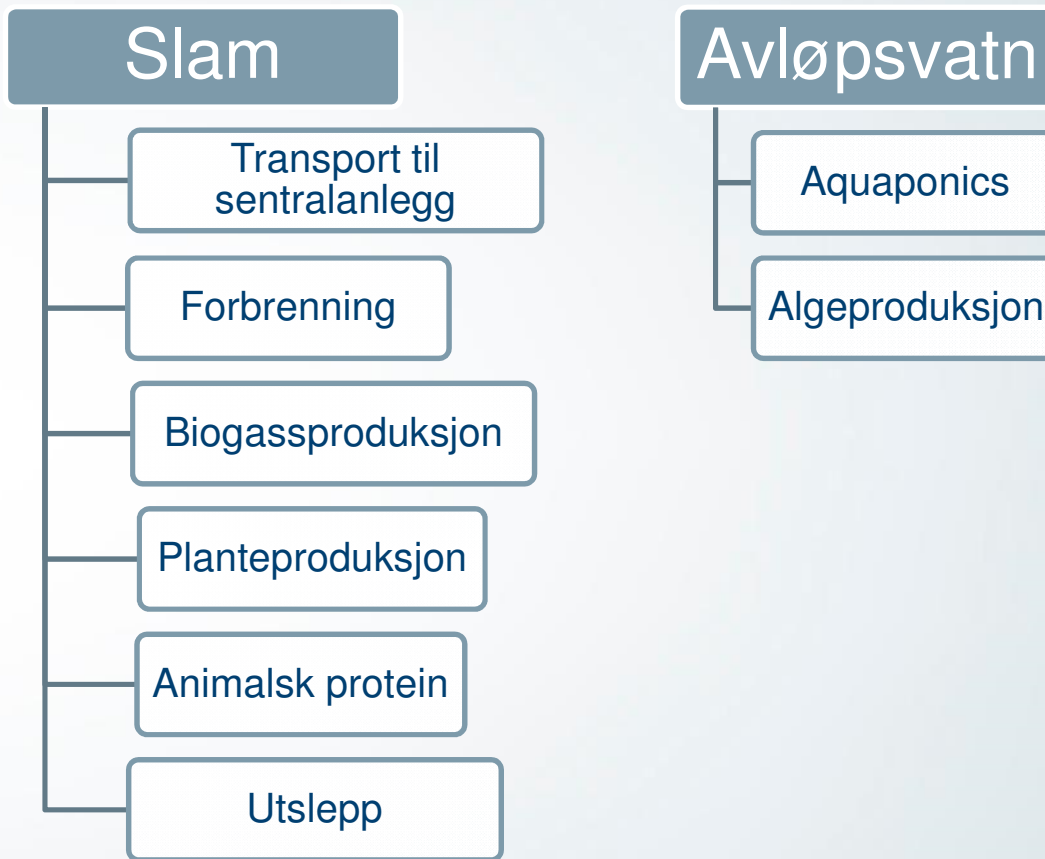 Slam
Transport til
sentralanlegg
Forbrenning
Biogassproduksjon
Planteproduksjon
Animalsk protein
Utslepp
Avløpsvatn
Aquaponics
Algeproduksjon